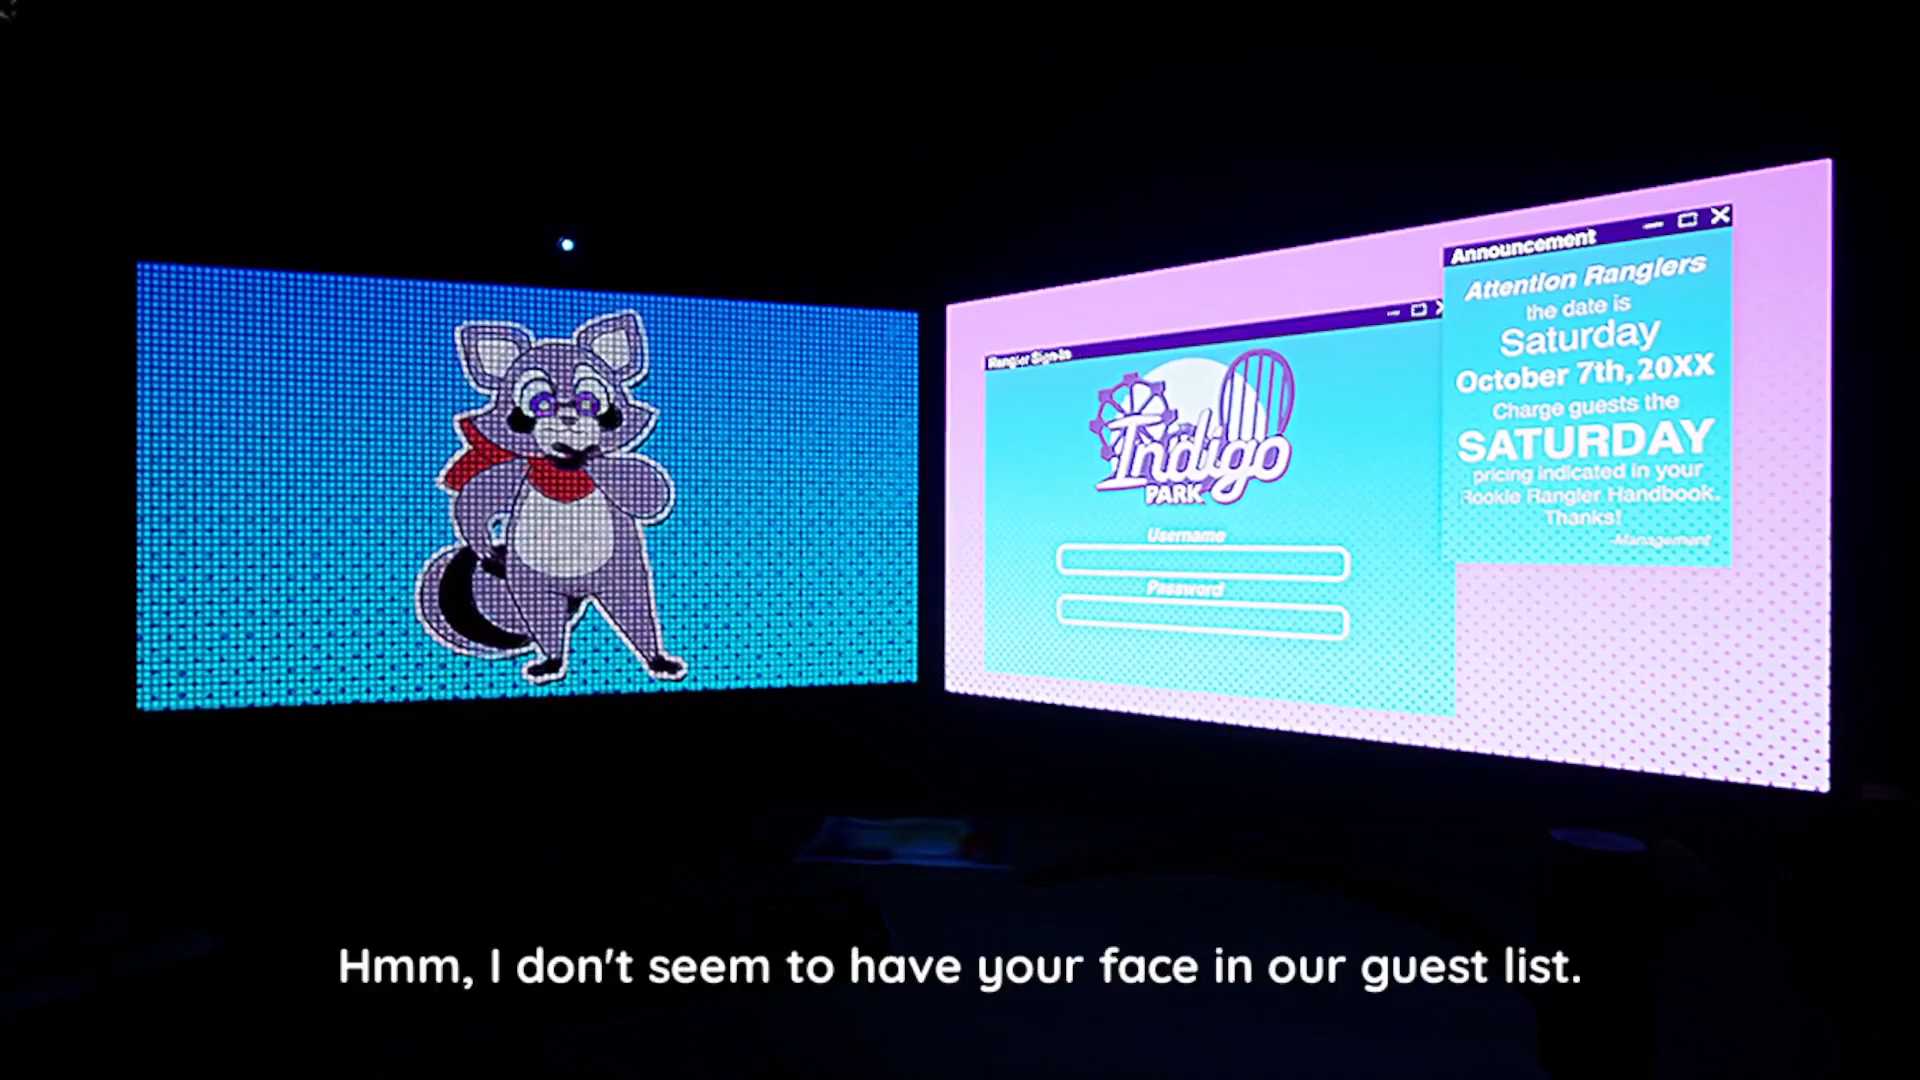 Rangler Sign-In
Indigo
PARK
Username
Password
Announcement
Attention Ranglers
the date is
Saturday
October 7th, 20XX
Charge guests the
SATURDAY
pricing indicated in your
Rookie Rangler Handbook.
Thanks!
-Management
Hmm, I don't seem to have your face in our guest list.